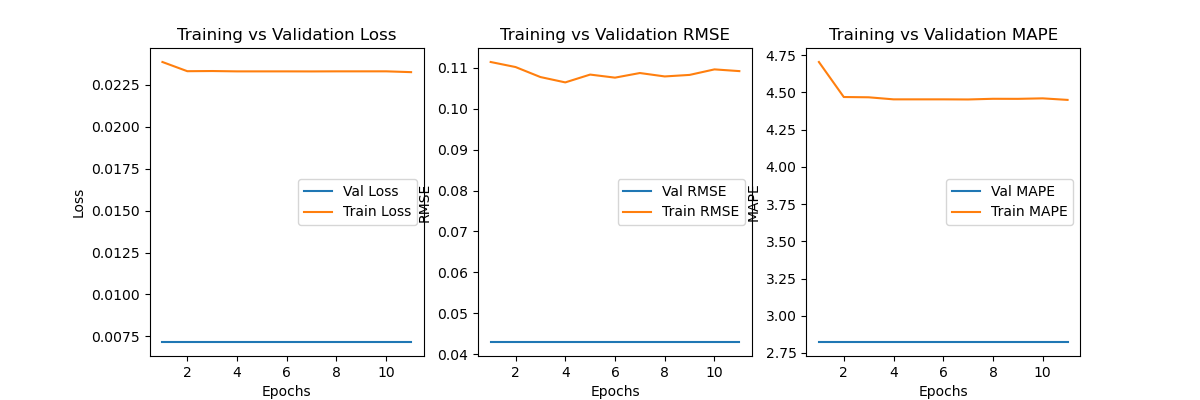 Training vs Validation Loss
0.0225
0.0200
0.0175
0.0150
0.0125
0.0100
0.0075
Loss
Val Loss
Train Loss
2 4 6 8 10
Epochs
Training vs Validation RMSE
0.11
0.10
0.09
0.08
0.07
0.06
0.05
0.04
RMSE
Val RMSE
Train RMSE
2 4 6 8 10
Epochs
Training vs Validation MAPE
4.75
4.50
4.25
4.00
3.75
3.50
3.25
3.00
2.75
MAPE
Val MAPE
Train MAPE
2 4 6 8 10
Epochs